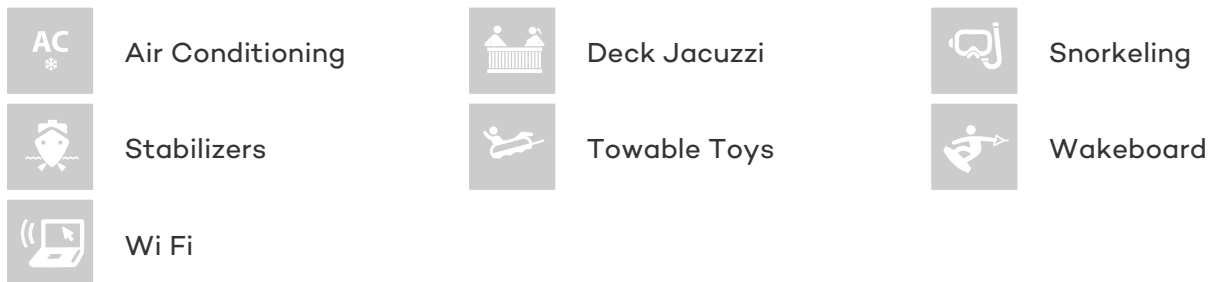 AC
Air Conditioning
Deck Jacuzzi
Snorkeling
Stabilizers
Towable Toys
Wakeboard
Wi Fi